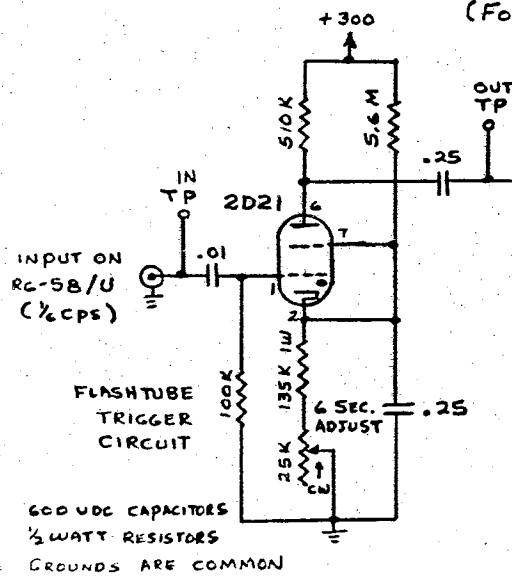 +300
(Fo
510K
5.6M
OUT
TP
.25
IN
TP
2D21
6
7
.01
INPUT ON
RG-58/U
(1/6 CPS)
1
2
100K
135K 1W
FLASHTUBE
TRIGGER
CIRCUIT
6 SEC.
ADJUST
.25
25K
CW
600 VDC CAPACITORS
1/2 WATT RESISTORS
GROUNDS ARE COMMON